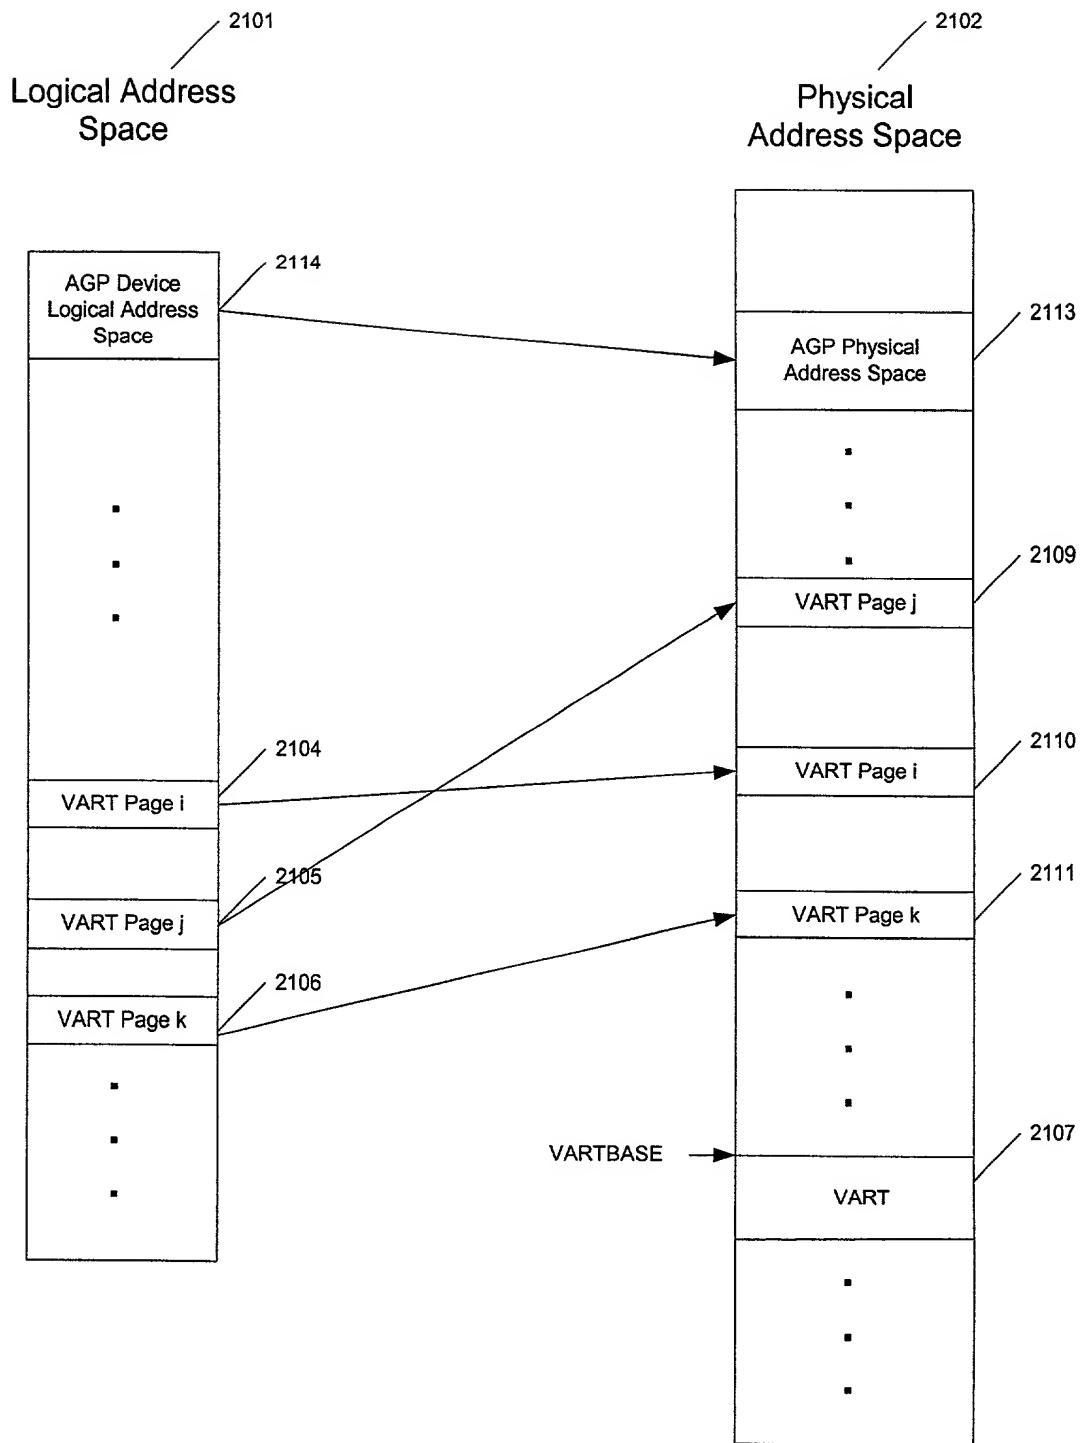 2101
Logical Address
Space
2102
Physical
Address Space
AGP Device
Logical Address
Space
2114
AGP Physical
Address Space
2113
VART Page j
2109
VART Page i
2104
VART Page i
2110
VART Page j
2105
VART Page k
2111
VART Page k
2106
VARTBASE
VART
2107